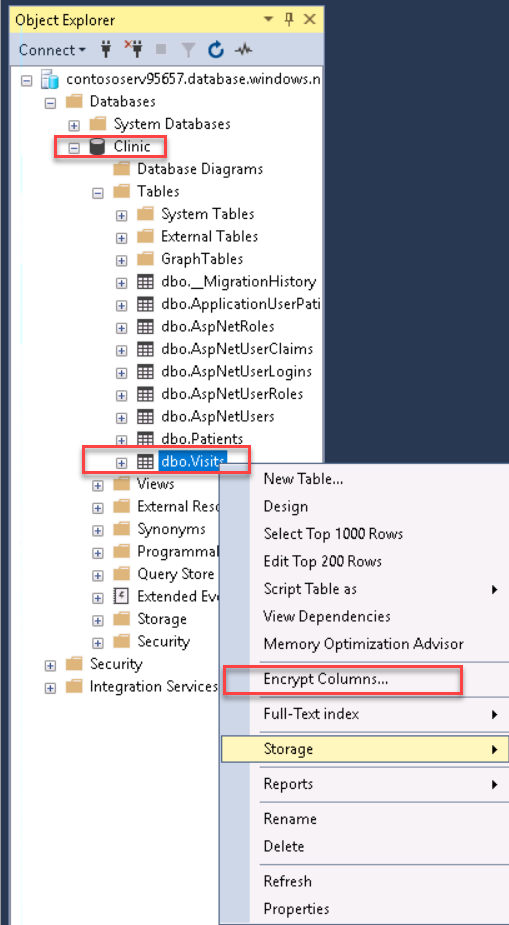 Object Explorer
Connect
contososerv95657.database.windows.n
Databases
System Databases
Clinic
Database Diagrams
Tables
System Tables
External Tables
GraphTables
dbo.__MigrationHistory
dbo.ApplicationUserPati
dbo.AspNetRoles
dbo.AspNetUserClaims
dbo.AspNetUserLogins
dbo.AspNetUserRoles
dbo.AspNetUsers
dbo.Patients
dbo.Visits
Views
External Resc
Synonyms
Programmal
Query Store
Extended Eve
Storage
Security
Security
Integration Services
New Table...
Design
Select Top 1000 Rows
Edit Top 200 Rows
Script Table as
View Dependencies
Memory Optimization Advisor
Encrypt Columns...
Full-Text index
Storage
Reports
Rename
Delete
Refresh
Properties